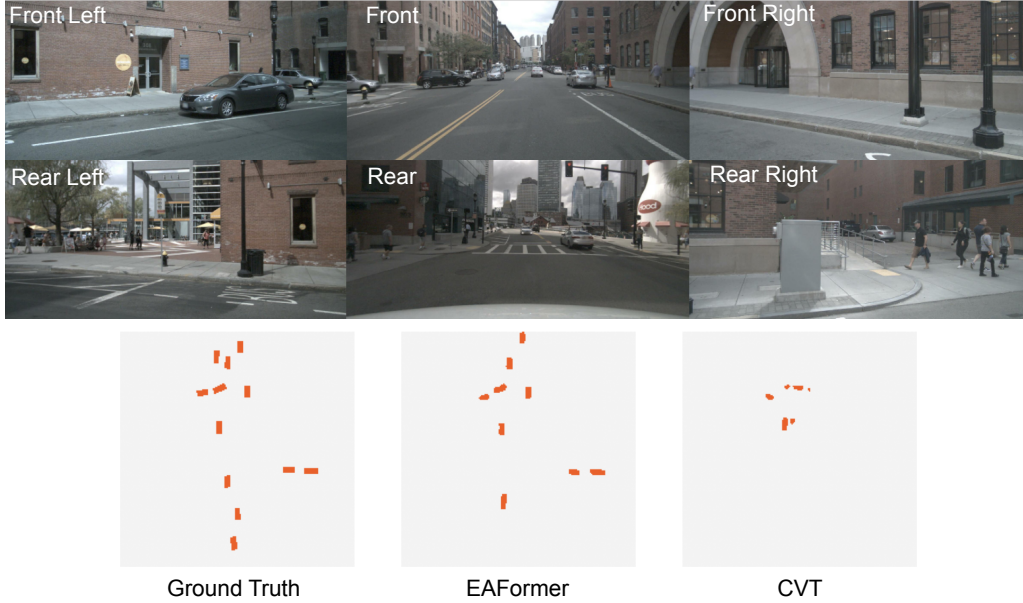 Front Left
Front
Front Right
Rear Left
Rear
Rear Right
Ground Truth
EAFormer
CVT